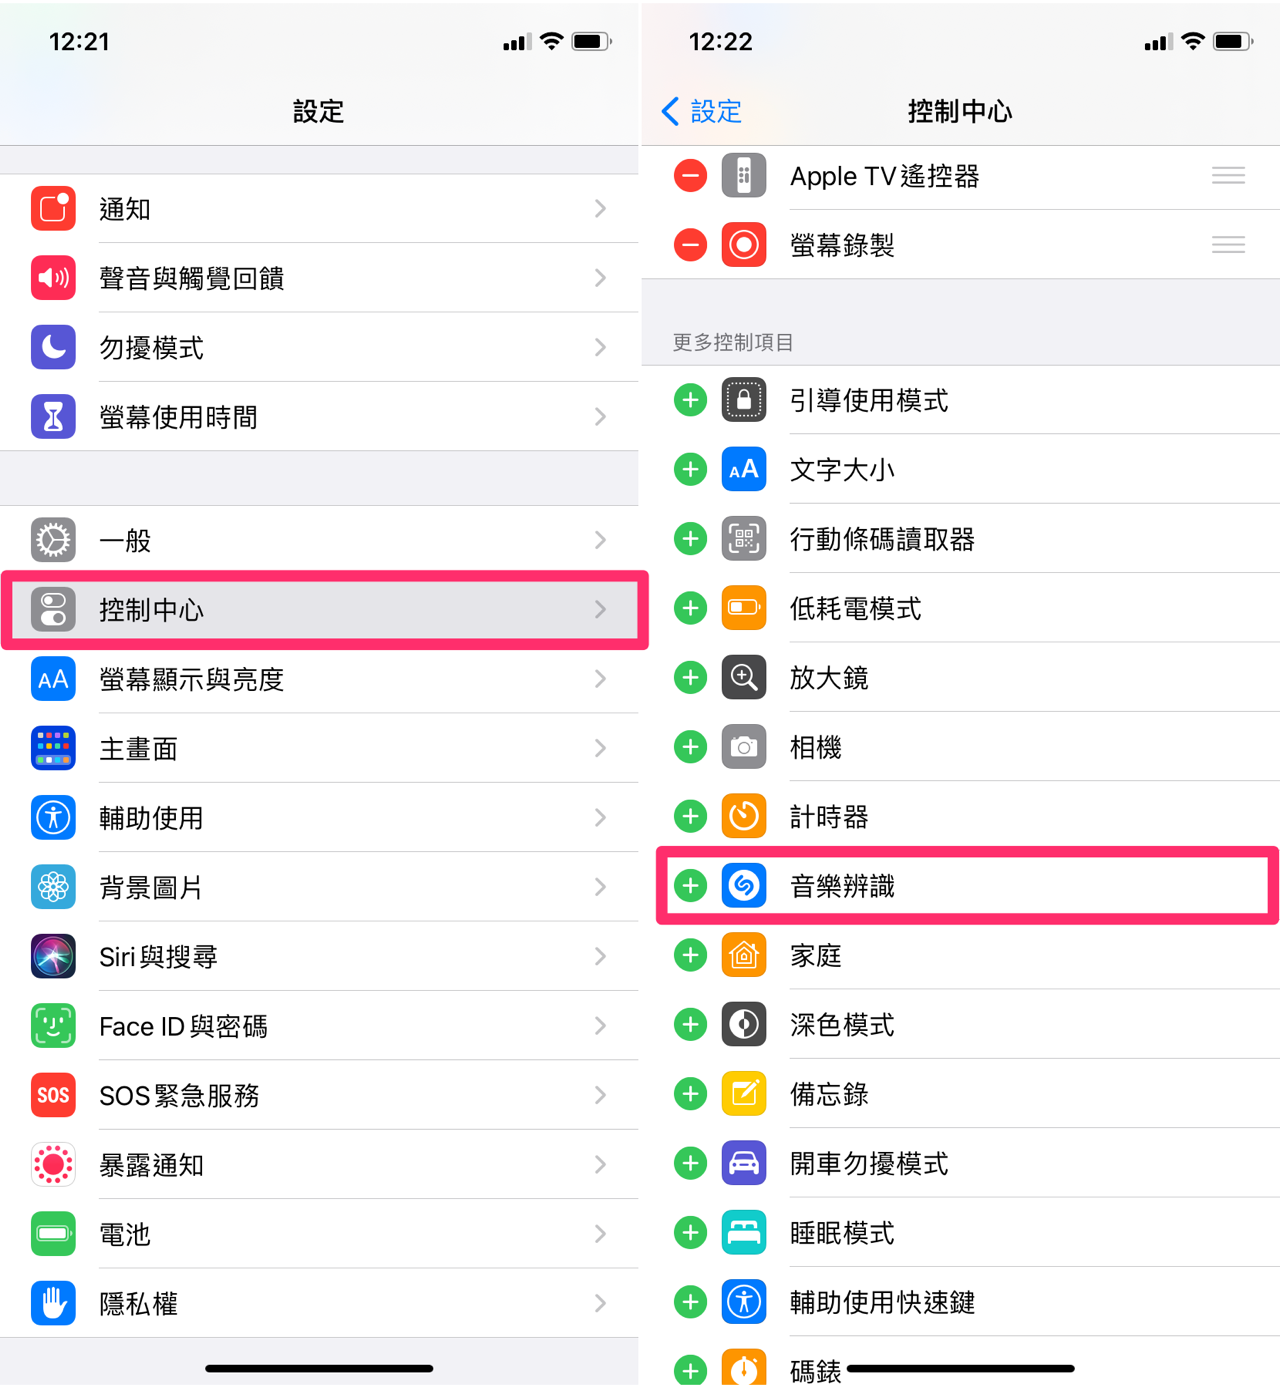 12:21
設定
通知
聲音與觸覺回饋
勿擾模式
螢幕使用時間
一般
控制中心
AA
螢幕顯示與亮度
主畫面
輔助使用
背景圖片
Siri與搜尋
Face ID與密碼
SOS
SOS緊急服務
暴露通知
電池
隱私權
12:22
設定
控制中心
Apple TV遙控器
螢幕錄製
更多控制項目
引導使用模式
AA
文字大小
行動條碼讀取器
低耗電模式
放大鏡
相機
計時器
音樂辨識
家庭
深色模式
備忘錄
開車勿擾模式
睡眠模式
輔助使用快速鍵
碼錶